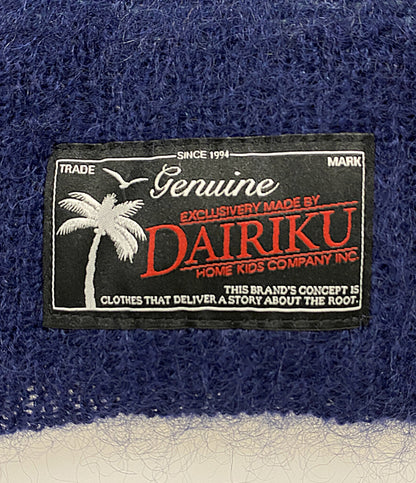 SINCE 1994
TRADE MARK
Genuine
EXCLUSIVERY MADE BY
DAIRIKU
HOME KIDS COMPANY INC.
THIS BRAND'S CONCEPT IS
CLOTHES THAT DELIVER A STORY ABOUT THE ROOT.